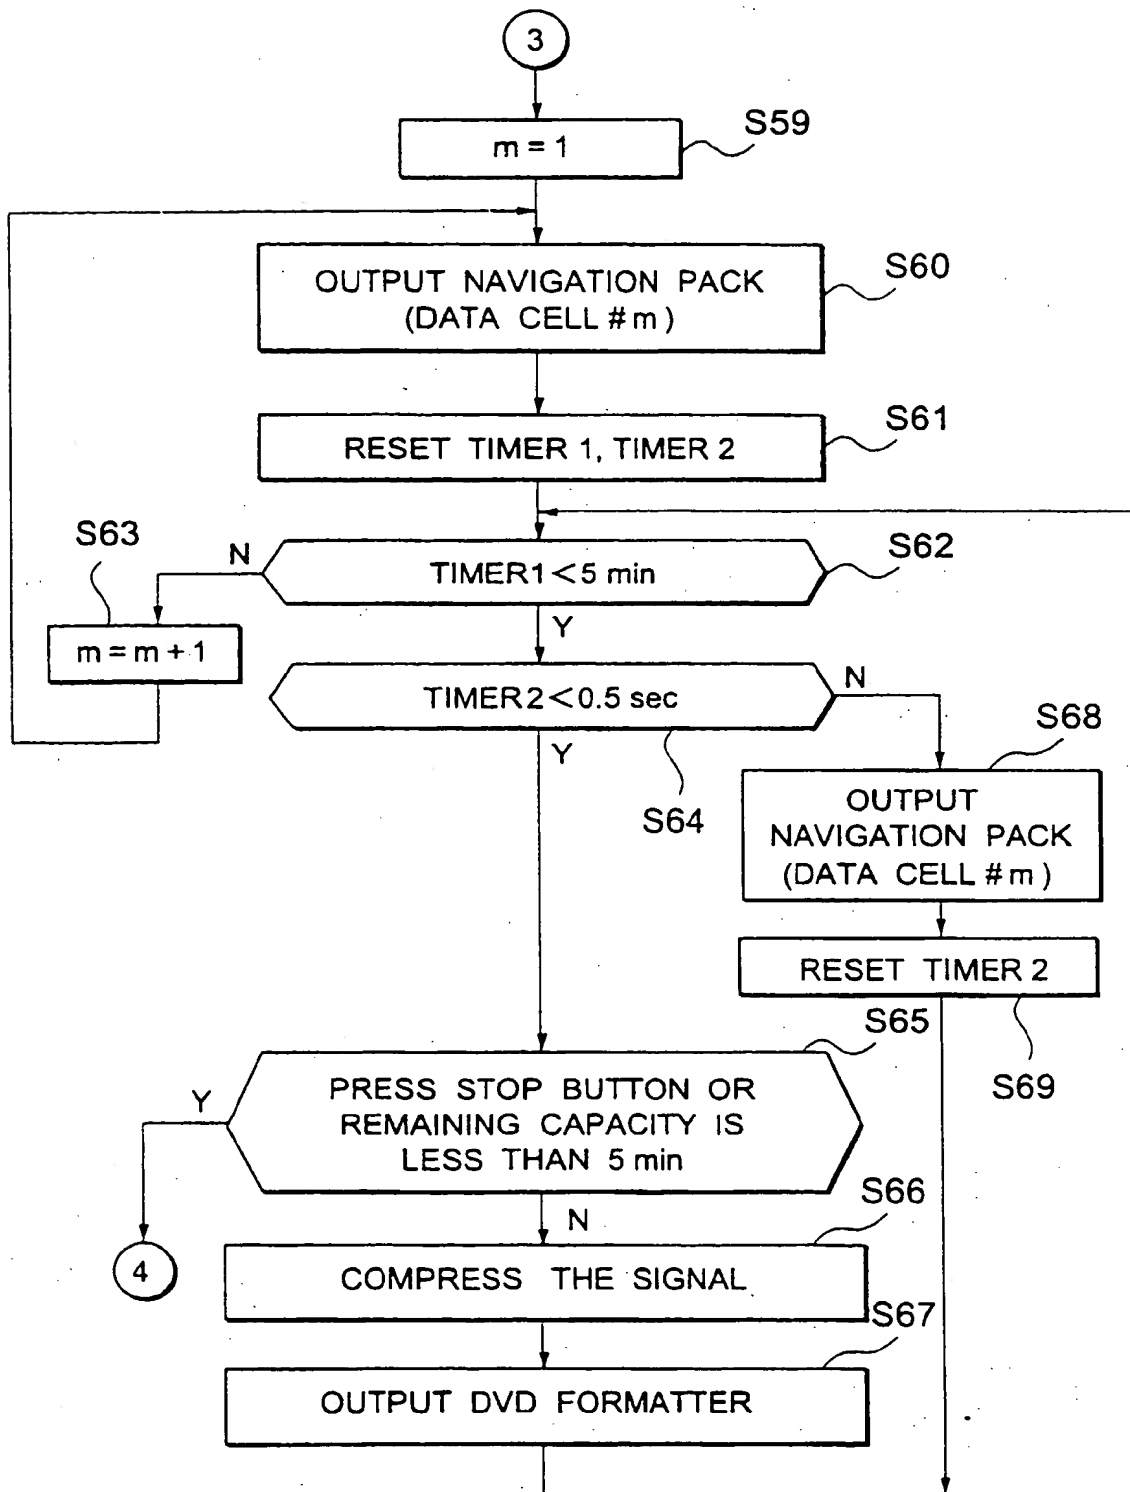 3
m = 1
S59
OUTPUT NAVIGATION PACK
(DATA CELL # m)
S60
RESET TIMER 1, TIMER 2
S61
S63
N
TIMER1 < 5 min
S62
m = m + 1
Y
TIMER2 < 0.5 sec
N
Y
S64
S68
OUTPUT
NAVIGATION PACK
(DATA CELL # m)
RESET TIMER 2
S69
S65
Y
PRESS STOP BUTTON OR
REMAINING CAPACITY IS
LESS THAN 5 min
N
4
S66
COMPRESS THE SIGNAL
S67
OUTPUT DVD FORMATTER